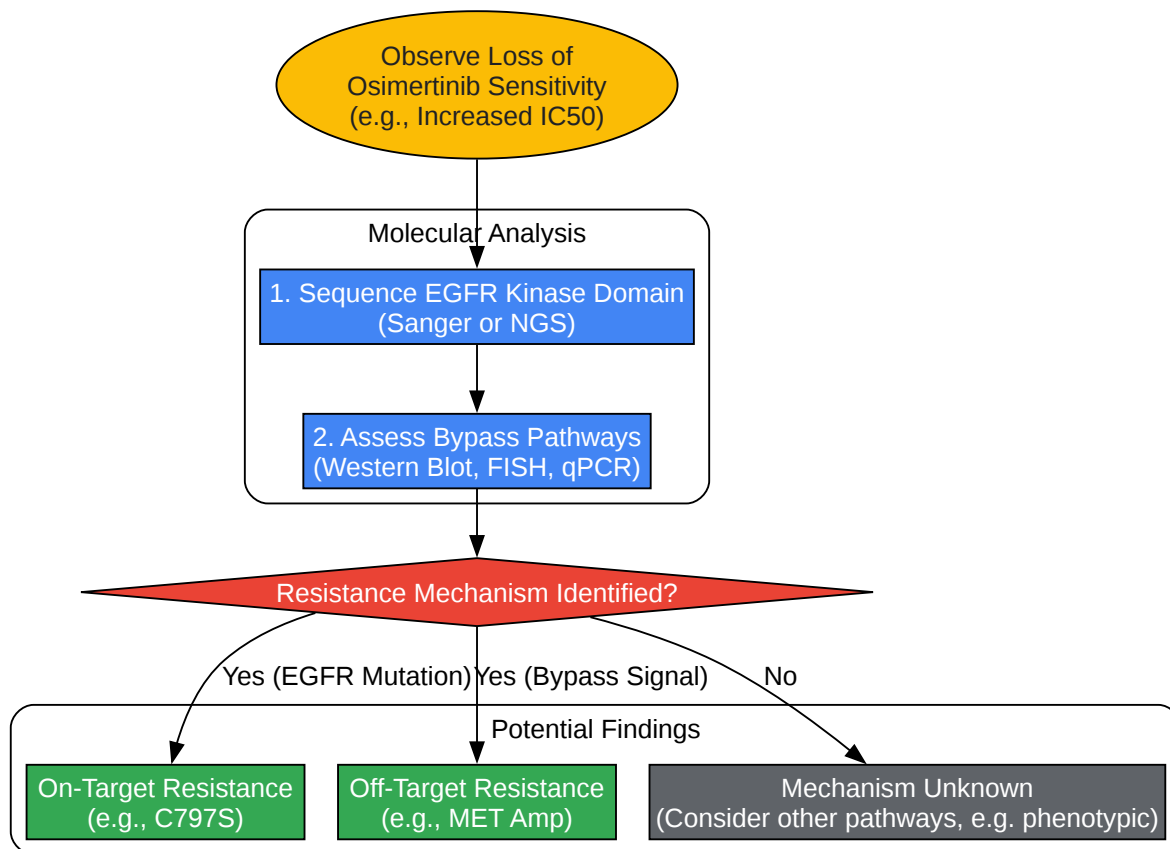 Observe Loss of
Osimertinib Sensitivity
(e.g., Increased IC50)
Molecular Analysis
1. Sequence EGFR Kinase Domain
(Sanger or NGS)
2. Assess Bypass Pathways
(Western Blot, FISH, qPCR)
Resistance Mechanism Identified?
Yes (EGFR Mutation)
Yes (Bypass Signal)
No
Potential Findings
On-Target Resistance
(e.g., C797S)
Off-Target Resistance
(e.g., MET Amp)
Mechanism Unknown
(Consider other pathways, e.g. phenotypic)